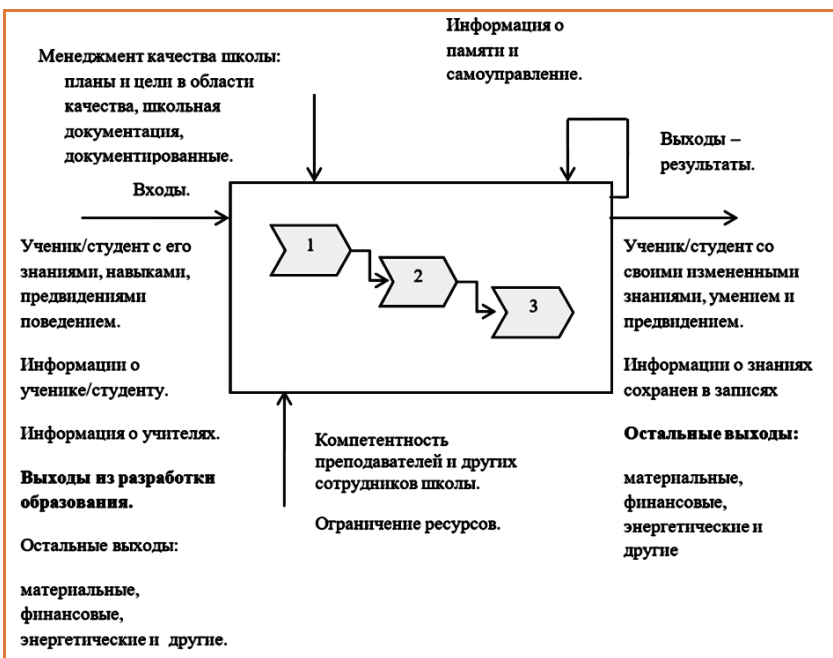 Менеджмент качества школы:
планы и цели в области
качества, школьная
документация,
документированные.
Информация о
памяти и
самоуправление.
Выходы –
результаты.
Входы.
1
2
3
Ученик/студент с его
знаниями, навыками,
предвидениями
поведением.
Информации о
ученике/студенту.
Информация о учителях.
Выходы из разработки
образования.
Остальные выходы:
материальные,
финансовые,
энергетические и другие.
Компетентность
преподавателей и других
сотрудников школы.
Ограничение ресурсов.
Ученик/студент со
своими измененными
знаниями, умением и
предвидением.
Информации о знаниях
сохранен в записях
Остальные выходы:
материальные,
финансовые,
энергетические и
другие